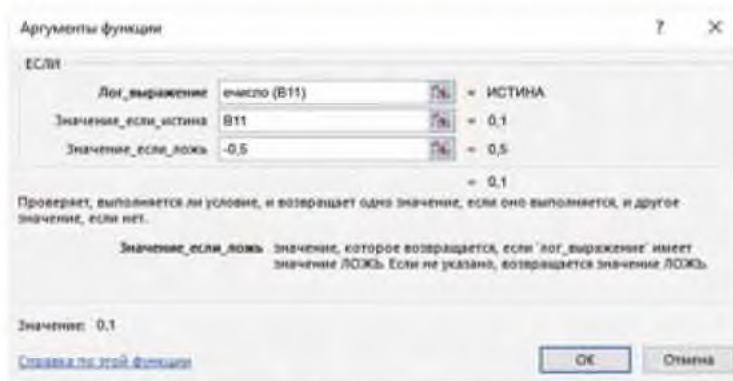 Аргументы функции ? ×
ЕСЛИ
Лог_выражение ечисло (B11) = ИСТИНА
Значение_если_истина B11 = 0,1
Значение_если_ложь -0,5 = 0,5
= 0,1
Проверяет, выполняется ли условие, и возвращает одно значение, если оно выполняется, и другое
значение, если нет.
Значение_если_ложь значение, которое возвращается, если 'лог_выражение' имеет
значение ЛОЖЬ. Если не указано, возвращается значение ЛОЖЬ.
Значение: 0,1
Справка по этой функции ОК Отмена